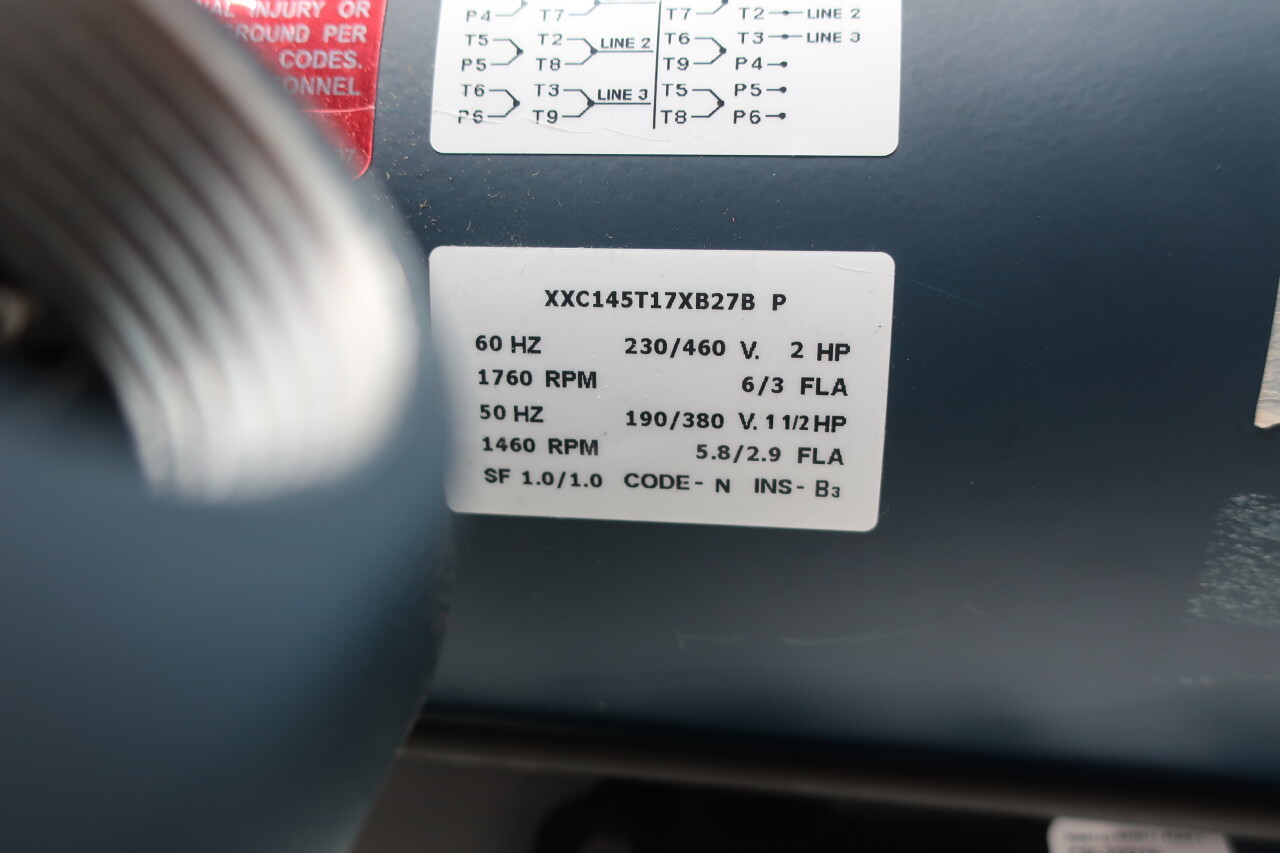 INJURY OR
GROUND PER
CODES.
P4 T7 T7 T2 LINE 2
T5 T2 LINE 2 T6 T3 LINE 3
P5 T8 T9 P4
T6 T3 LINE 3 T5 P5
P6 T9 T8 P6
XXC145T17XB27B P
60 HZ 230/460 V. 2 HP
1760 RPM 6/3 FLA
50 HZ 190/380 V. 1 1/2 HP
1460 RPM 5.8/2.9 FLA
SF 1.0/1.0 CODE- N INS- B3